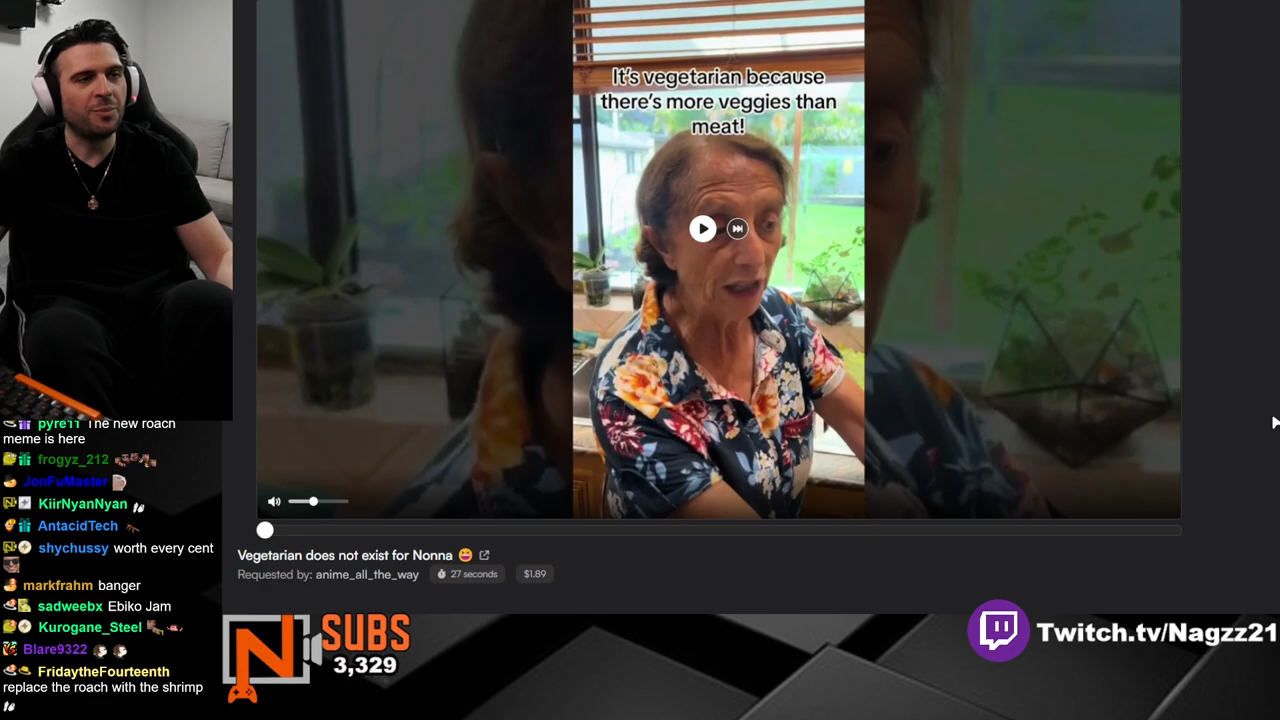 It's vegetarian because
there's more veggies than
meat!
pyre11 The new roach
meme is here
frogyz_212
JonFuMaster
KiirNyanNyan
AntacidTech
shychussy worth every cent
markfrahm banger
sadweebx Ebiko Jam
Kurogane_Steel
Blare9322
FridaytheFourteenth
replace the roach with the shrimp
Vegetarian does not exist for Nonna
Requested by: anime_all_the_way 27 seconds $1.89
N SUBS
3,329
Twitch.tv/Nagzz21